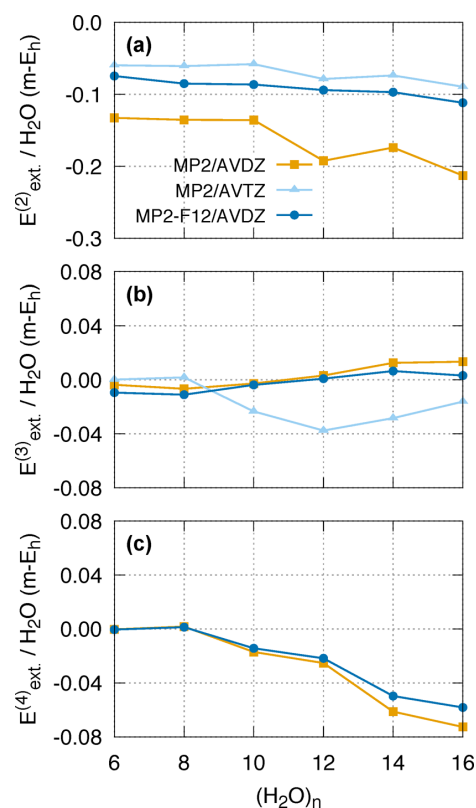 (a)
0.0
-0.1
-0.2
-0.3
E(2)ext. / H2O (m-Eh)
MP2/AVDZ
MP2/AVTZ
MP2-F12/AVDZ
(b)
0.08
0.04
0.00
-0.04
-0.08
E(3)ext. / H2O (m-Eh)
(c)
0.08
0.04
0.00
-0.04
-0.08
E(4)ext. / H2O (m-Eh)
6 8 10 12 14 16
(H2O)n